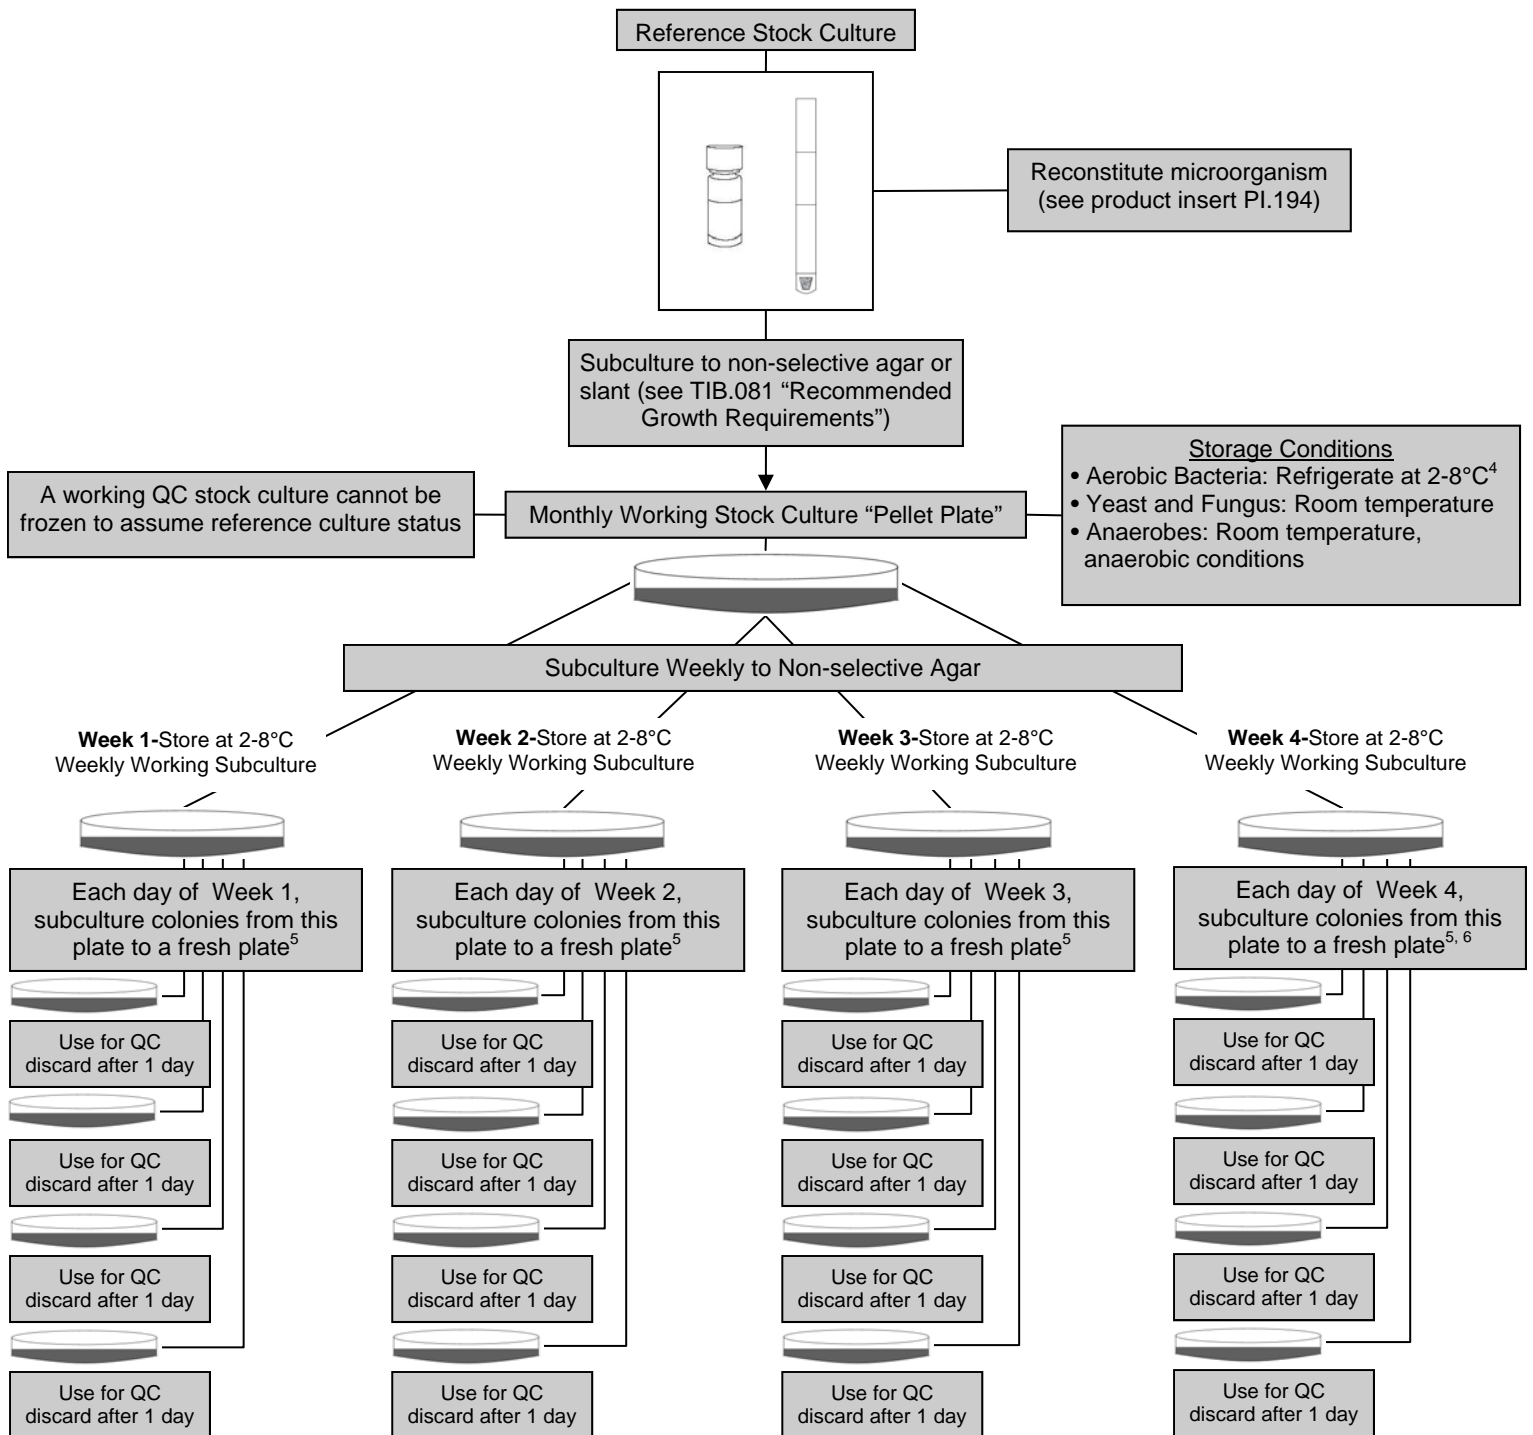 Reference Stock Culture
Reconstitute microorganism
(see product insert PI.194)
Subculture to non-selective agar or
slant (see TIB.081 “Recommended
Growth Requirements”)
A working QC stock culture cannot be
frozen to assume reference culture status
Monthly Working Stock Culture “Pellet Plate”
Storage Conditions
• Aerobic Bacteria: Refrigerate at 2-8°C4
• Yeast and Fungus: Room temperature
• Anaerobes: Room temperature,
anaerobic conditions
Subculture Weekly to Non-selective Agar
Week 1-Store at 2-8°C
Weekly Working Subculture
Week 2-Store at 2-8°C
Weekly Working Subculture
Week 3-Store at 2-8°C
Weekly Working Subculture
Week 4-Store at 2-8°C
Weekly Working Subculture
Each day of Week 1,
subculture colonies from this
plate to a fresh plate5
Each day of Week 2,
subculture colonies from this
plate to a fresh plate5
Each day of Week 3,
subculture colonies from this
plate to a fresh plate5
Each day of Week 4,
subculture colonies from this
plate to a fresh plate5, 6
Use for QC
discard after 1 day
Use for QC
discard after 1 day
Use for QC
discard after 1 day
Use for QC
discard after 1 day
Use for QC
discard after 1 day
Use for QC
discard after 1 day
Use for QC
discard after 1 day
Use for QC
discard after 1 day
Use for QC
discard after 1 day
Use for QC
discard after 1 day
Use for QC
discard after 1 day
Use for QC
discard after 1 day
Use for QC
discard after 1 day
Use for QC
discard after 1 day
Use for QC
discard after 1 day
Use for QC
discard after 1 day